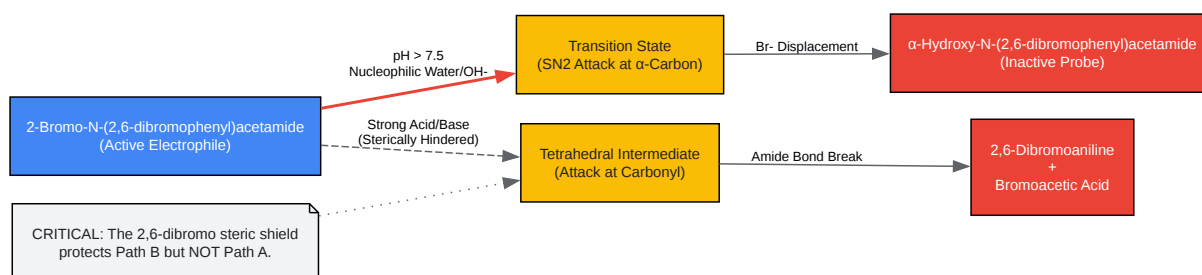 2-Bromo-N-(2,6-dibromophenyl)acetamide
(Active Electrophile)
pH > 7.5
Nucleophilic Water/OH-
Transition State
(SN2 Attack at α-Carbon)
Br- Displacement
α-Hydroxy-N-(2,6-dibromophenyl)acetamide
(Inactive Probe)
Strong Acid/Base
(Sterically Hindered)
Tetrahedral Intermediate
(Attack at Carbonyl)
Amide Bond Break
2,6-Dibromoaniline
+
Bromoacetic Acid
CRITICAL: The 2,6-dibromo steric shield
protects Path B but NOT Path A.